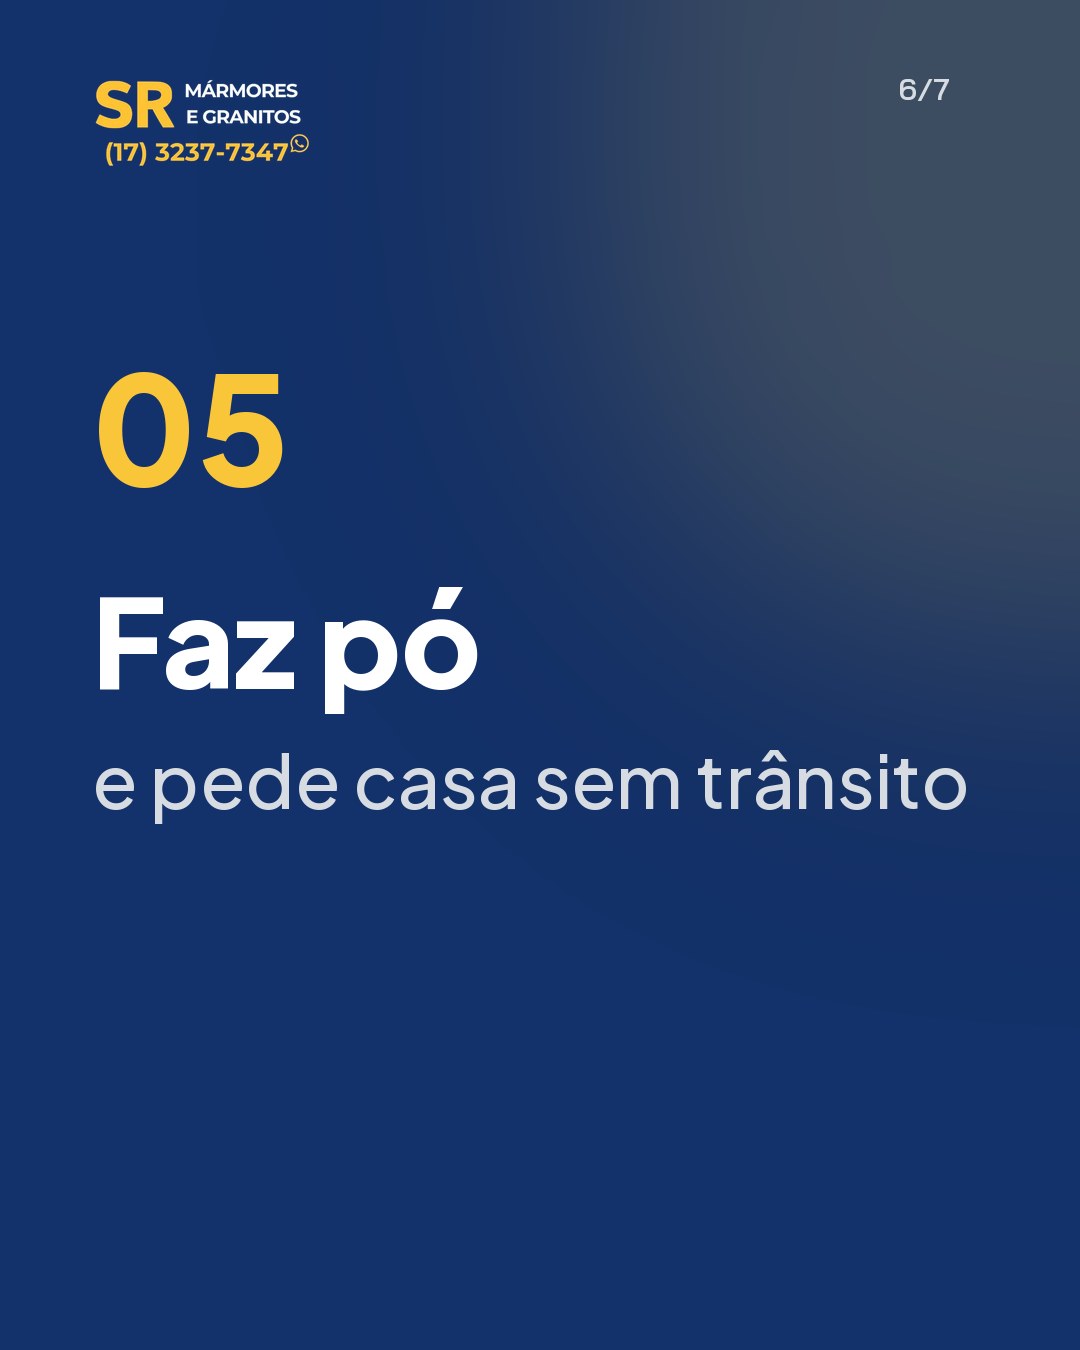 SR MÁRMORES
E GRANITOS
(17) 3237-7347
6/7
05
Faz pó
e pede casa sem trânsito